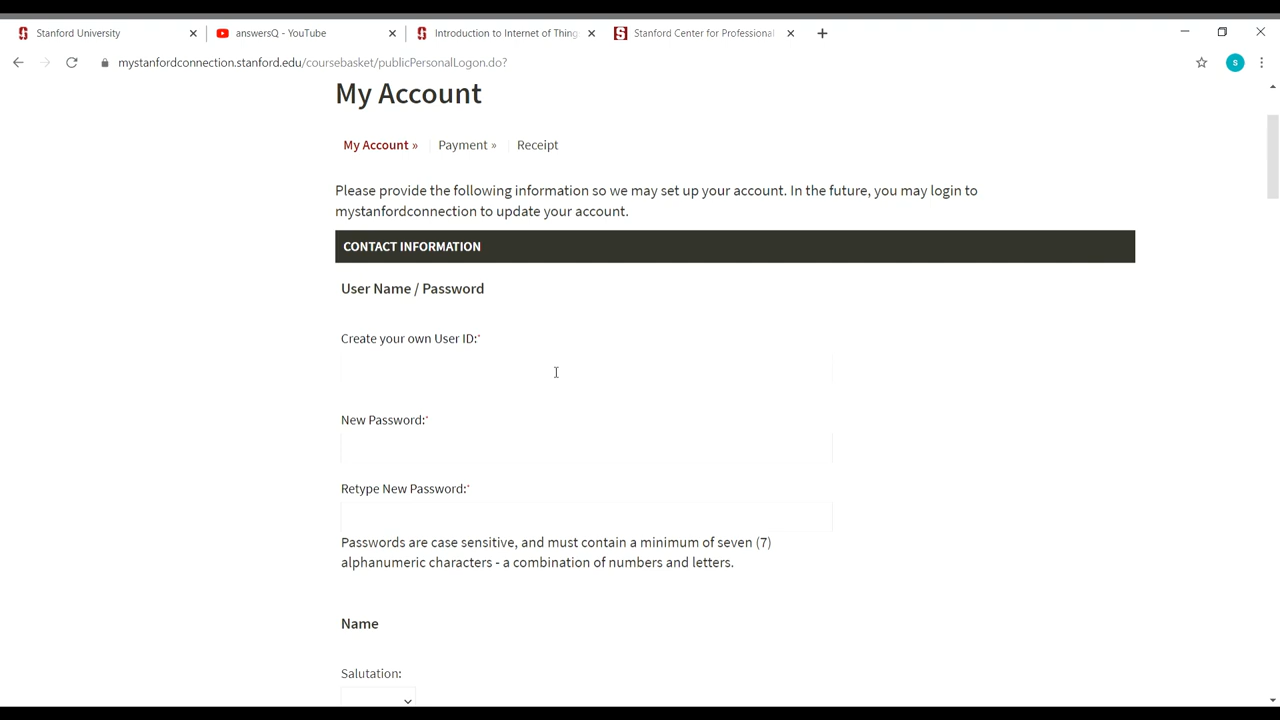 Stanford University
answersQ - YouTube
Introduction to Internet of Thing
Stanford Center for Professional
mystanfordconnection.stanford.edu/coursebasket/publicPersonalLogon.do?
S
My Account
My Account »
Payment »
Receipt
Please provide the following information so we may set up your account. In the future, you may login to
mystanfordconnection to update your account.
CONTACT INFORMATION
User Name / Password
Create your own User ID:*
New Password:*
Retype New Password:*
Passwords are case sensitive, and must contain a minimum of seven (7)
alphanumeric characters - a combination of numbers and letters.
Name
Salutation: